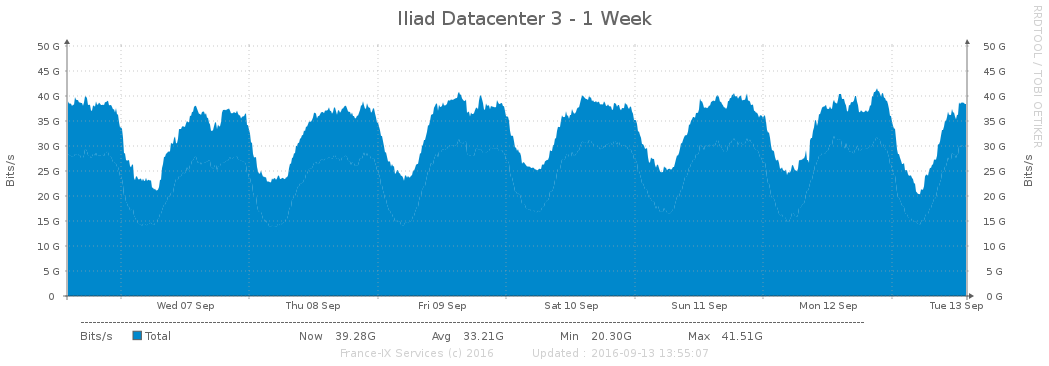 Iliad Datacenter 3 - 1 Week
RRDTOOL / TOBI OETIKER
Bits/s
50 G 50 G
45 G 45 G
40 G 40 G
35 G 35 G
30 G 30 G
25 G 25 G
20 G 20 G
15 G 15 G
10 G 10 G
5 G 5 G
0 0 G
Bits/s
Wed 07 Sep Thu 08 Sep Fri 09 Sep Sat 10 Sep Sun 11 Sep Mon 12 Sep Tue 13 Sep
Bits/s Total Now 39.28G Avg 33.21G Min 20.30G Max 41.51G
France-IX Services (c) 2016 Updated : 2016-09-13 13:55:07